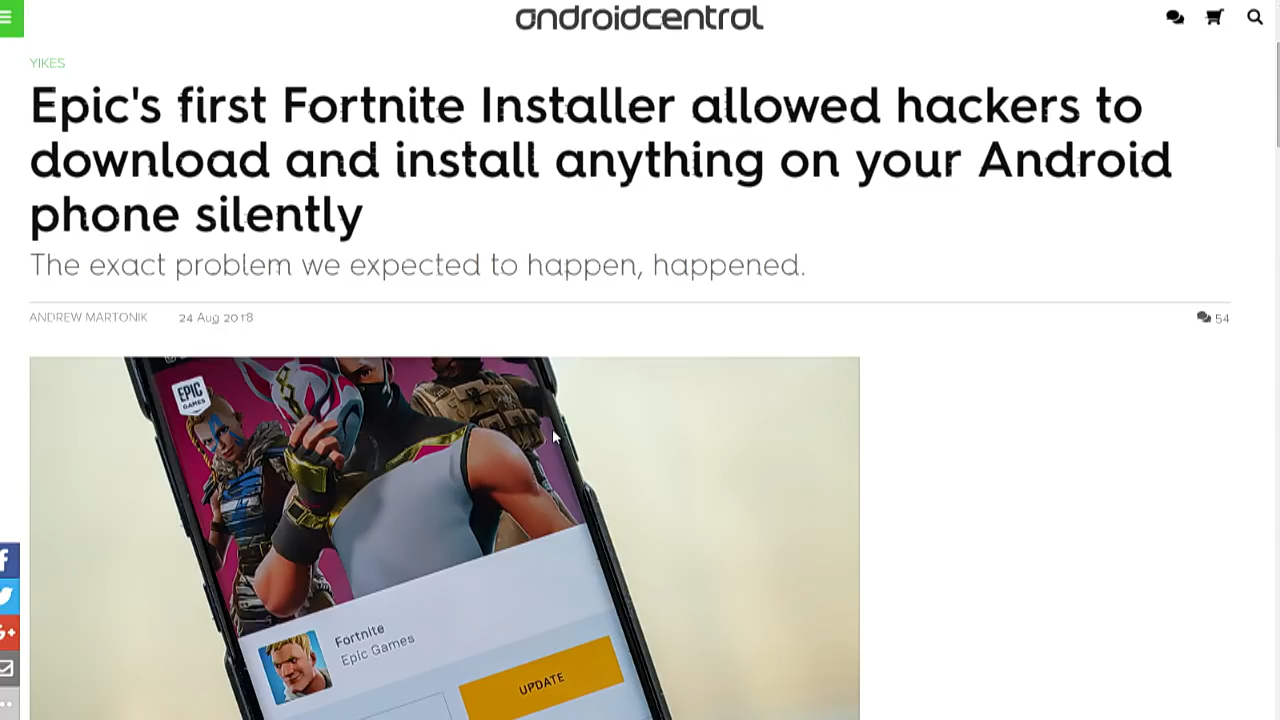 androidcentral
YIKES
Epic's first Fortnite Installer allowed hackers to
download and install anything on your Android
phone silently
The exact problem we expected to happen, happened.
ANDREW MARTONIK 24 Aug 2018
54
EPIC
GAMES
Fortnite
Epic Games
UPDATE